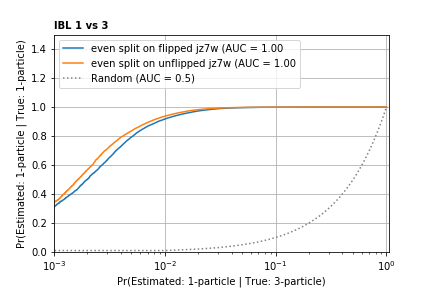 IBL 1 vs 3
even split on flipped jz7w (AUC = 1.00
even split on unflipped jz7w (AUC = 1.00
Random (AUC = 0.5)
Pr(Estimated: 1-particle | True: 1-particle)
1.4
1.2
1.0
0.8
0.6
0.4
0.2
0.0
10⁻³
10⁻²
10⁻¹
10⁰
Pr(Estimated: 1-particle | True: 3-particle)